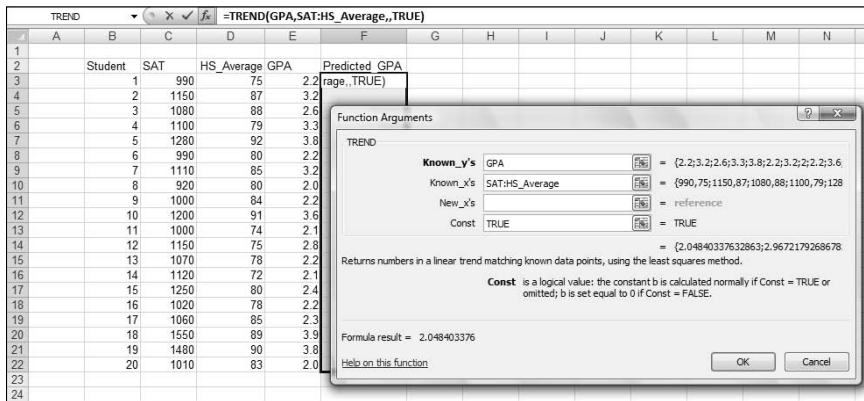 TREND fx =TREND(GPA,SAT:HS_Average,,TRUE)
A B C D E F G H I J K L M N
1
2 Student SAT HS_Average GPA Predicted_GPA
3 1 990 75 2.2 rage,,TRUE)
4 2 1150 87 3.2
5 3 1080 88 2.6
6 4 1100 79 3.3
7 5 1280 92 3.8
8 6 990 80 2.2
9 7 1110 85 3.2
10 8 920 80 2.0
11 9 1000 84 2.2
12 10 1200 91 3.6
13 11 1000 74 2.1
14 12 1150 75 2.8
15 13 1070 78 2.2
16 14 1120 72 2.1
17 15 1250 80 2.4
18 16 1020 78 2.2
19 17 1060 85 2.3
20 18 1550 89 3.9
21 19 1480 90 3.8
22 20 1010 83 2.0
23
24
Function Arguments
TREND
Known_y's GPA = {2.2;3.2;2.6;3.3;3.8;2.2;3.2;2;2.2;3.6;
Known_x's SAT:HS_Average = {990,75;1150,87;1080,88;1100,79;128
New_x's = reference
Const TRUE = TRUE
= {2.04840337632863;2.9672179268678
Returns numbers in a linear trend matching known data points, using the least squares method.
Const is a logical value: the constant b is calculated normally if Const = TRUE or
omitted; b is set equal to 0 if Const = FALSE.
Formula result = 2.048403376
Help on this function OK Cancel